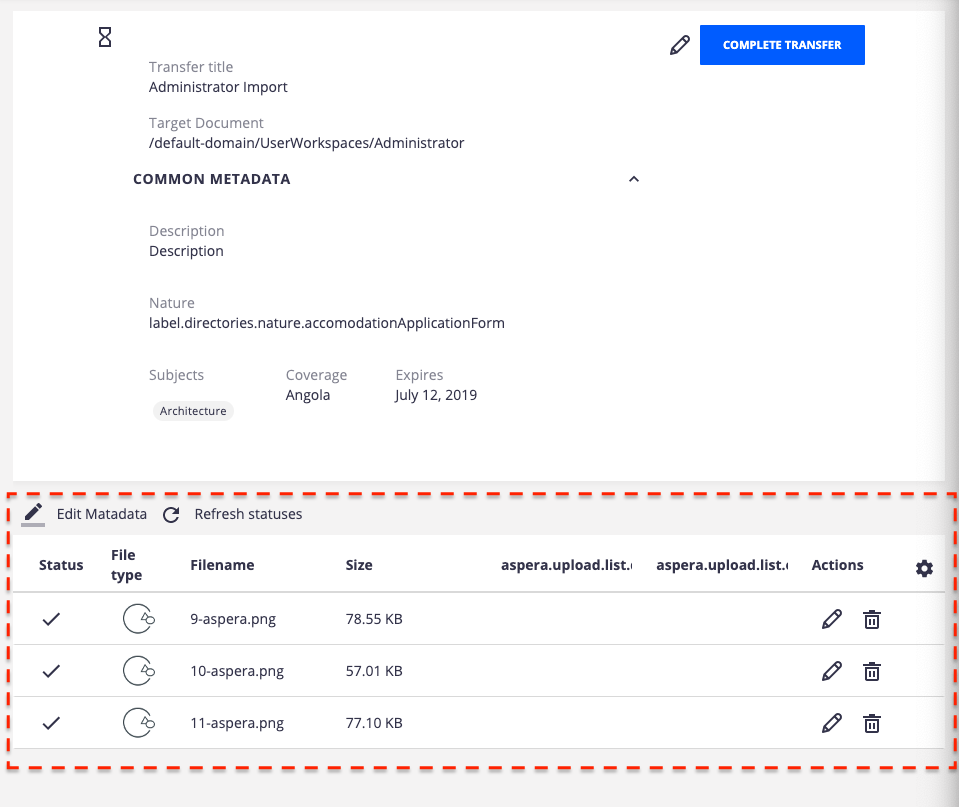 COMPLETE TRANSFER
Transfer title
Administrator Import
Target Document
/default-domain/UserWorkspaces/Administrator
COMMON METADATA
Description
Description
Nature
label.directories.nature.accomodationApplicationForm
Subjects Coverage Expires
Angola July 12, 2019
Architecture
Edit Matadada Refresh statuses
Status File type Filename Size aspera.upload.list. aspera.upload.list. Actions
9-aspera.png 78.55 KB
10-aspera.png 57.01 KB
11-aspera.png 77.10 KB